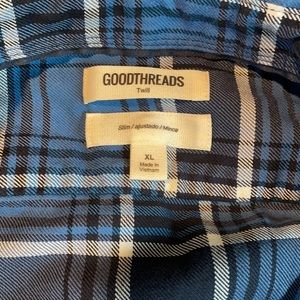 GOODTHREADS
Twill
Slim / ajustado / Mince
XL
Made in
Vietnam